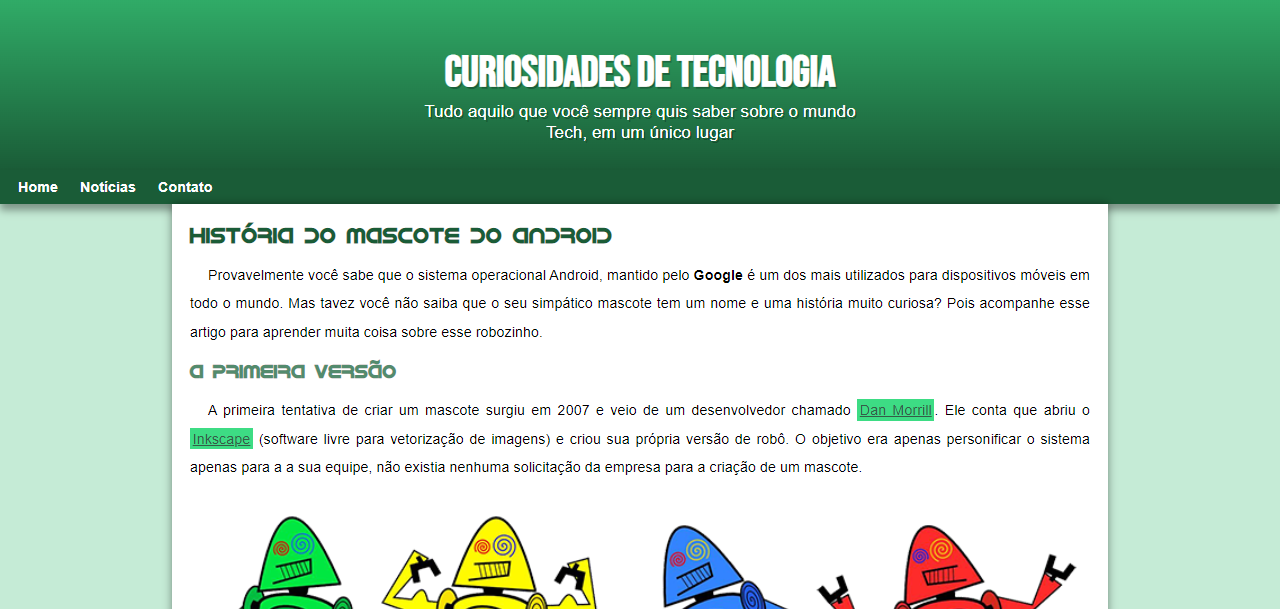 CURIOSIDADES DE TECNOLOGIA
Tudo aquilo que você sempre quis saber sobre o mundo
Tech, em um único lugar
Home Notícias Contato
HISTÓRIA DO MASCOTE DO ANDROID
Provavelmente você sabe que o sistema operacional Android, mantido pelo Google é um dos mais utilizados para dispositivos móveis em
todo o mundo. Mas tavez você não saiba que o seu simpático mascote tem um nome e uma história muito curiosa? Pois acompanhe esse
artigo para aprender muita coisa sobre esse robozinho.
A PRIMEIRA VERSÃO
A primeira tentativa de criar um mascote surgiu em 2007 e veio de um desenvolvedor chamado Dan Morrill. Ele conta que abriu o
Inkscape (software livre para vetorização de imagens) e criou sua própria versão de robô. O objetivo era apenas personificar o sistema
apenas para a a sua equipe, não existia nenhuma solicitação da empresa para a criação de um mascote.